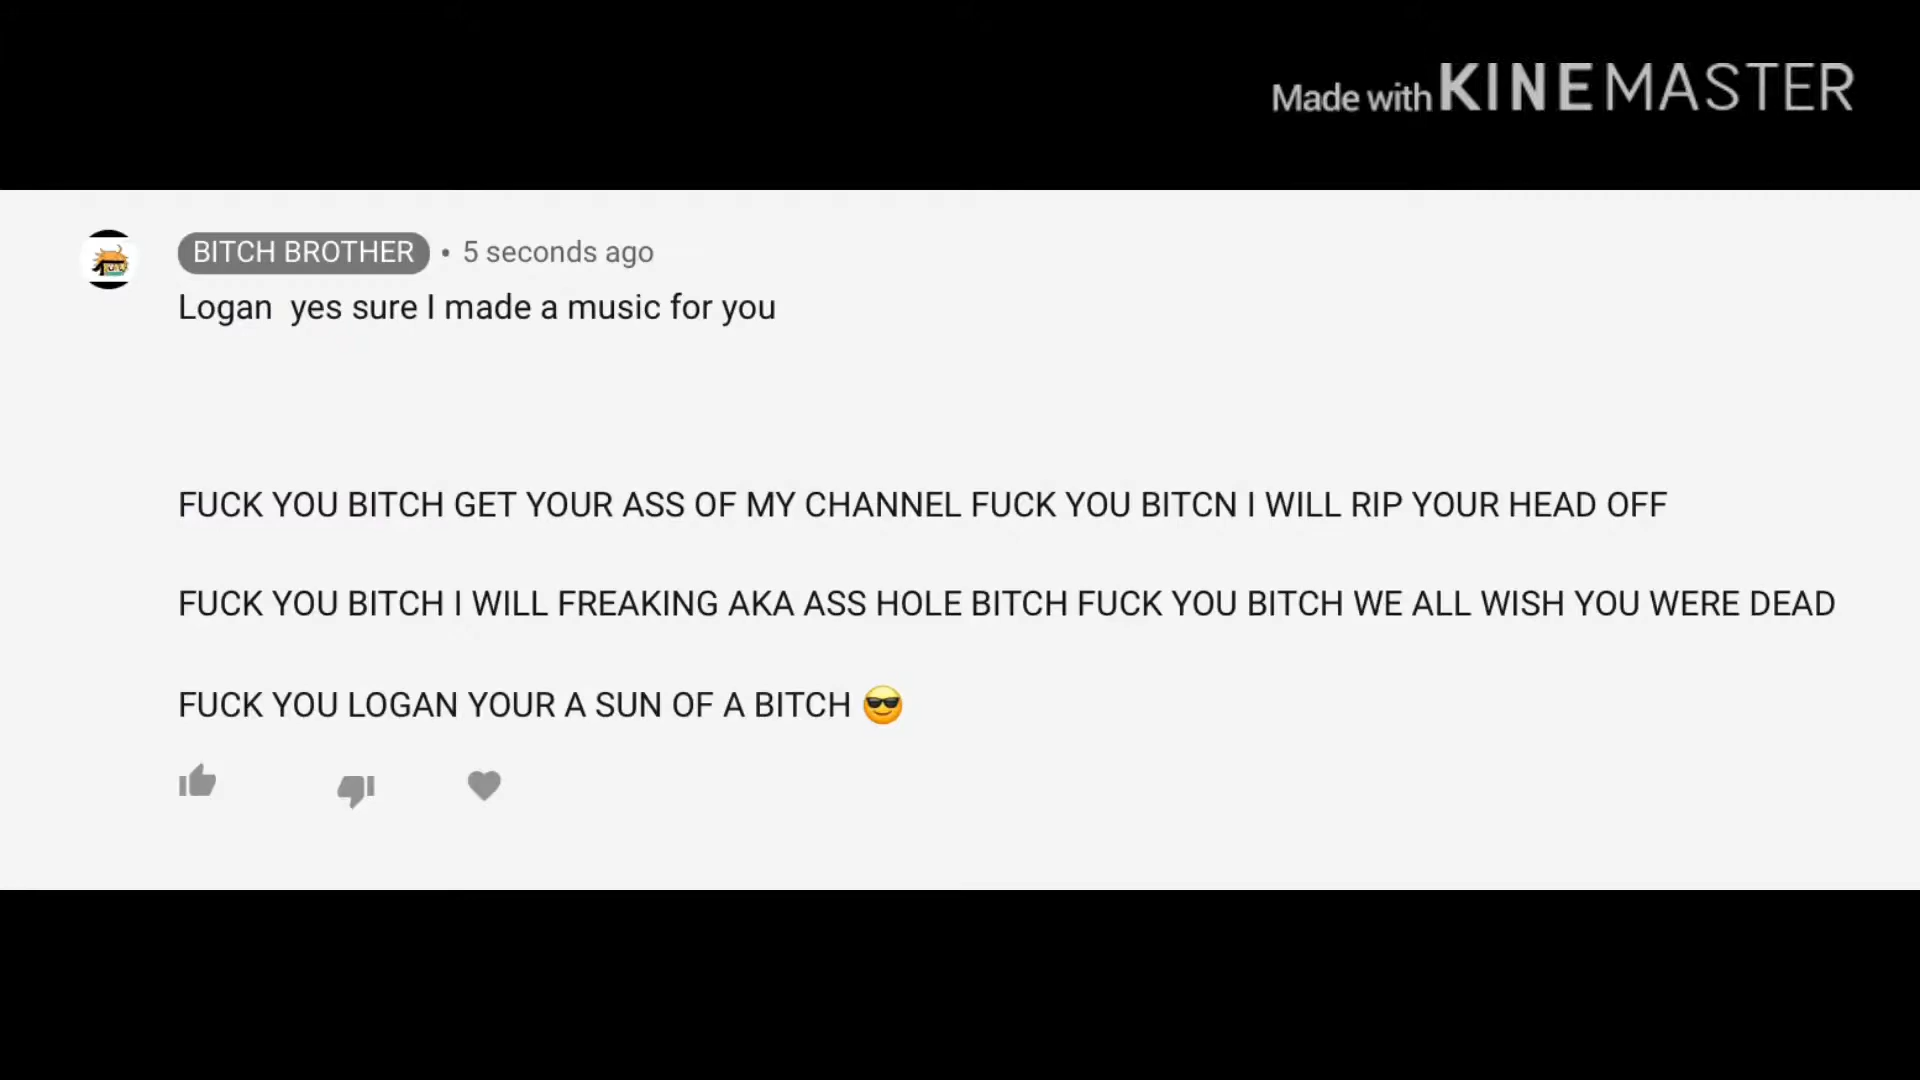 Made with KINEMASTER
BITCH BROTHER • 5 seconds ago
Logan  yes sure I made a music for you
FUCK YOU BITCH GET YOUR ASS OF MY CHANNEL FUCK YOU BITCN I WILL RIP YOUR HEAD OFF
FUCK YOU BITCH I WILL FREAKING AKA ASS HOLE BITCH FUCK YOU BITCH WE ALL WISH YOU WERE DEAD
FUCK YOU LOGAN YOUR A SUN OF A BITCH 😎